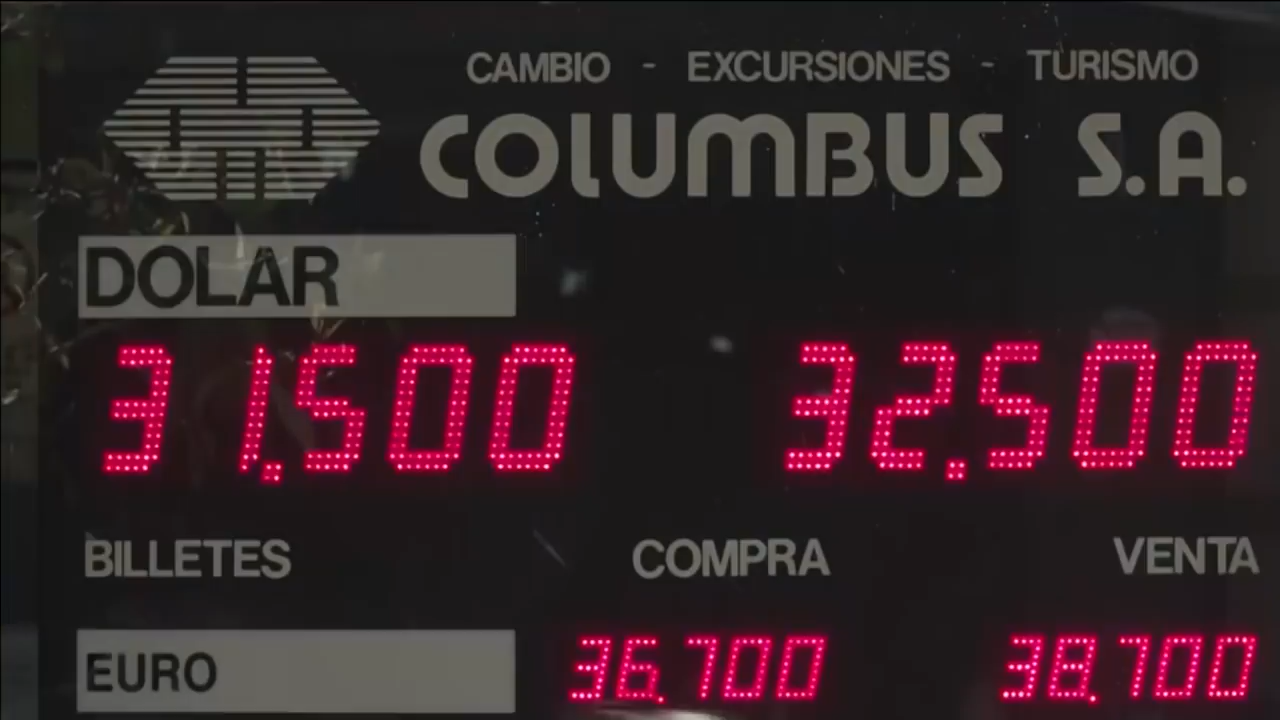 CAMBIO - EXCURSIONES - TURISMO
COLUMBUS S.A.
DOLAR
31.500 32.500
BILLETES COMPRA VENTA
EURO 36.700 38.700